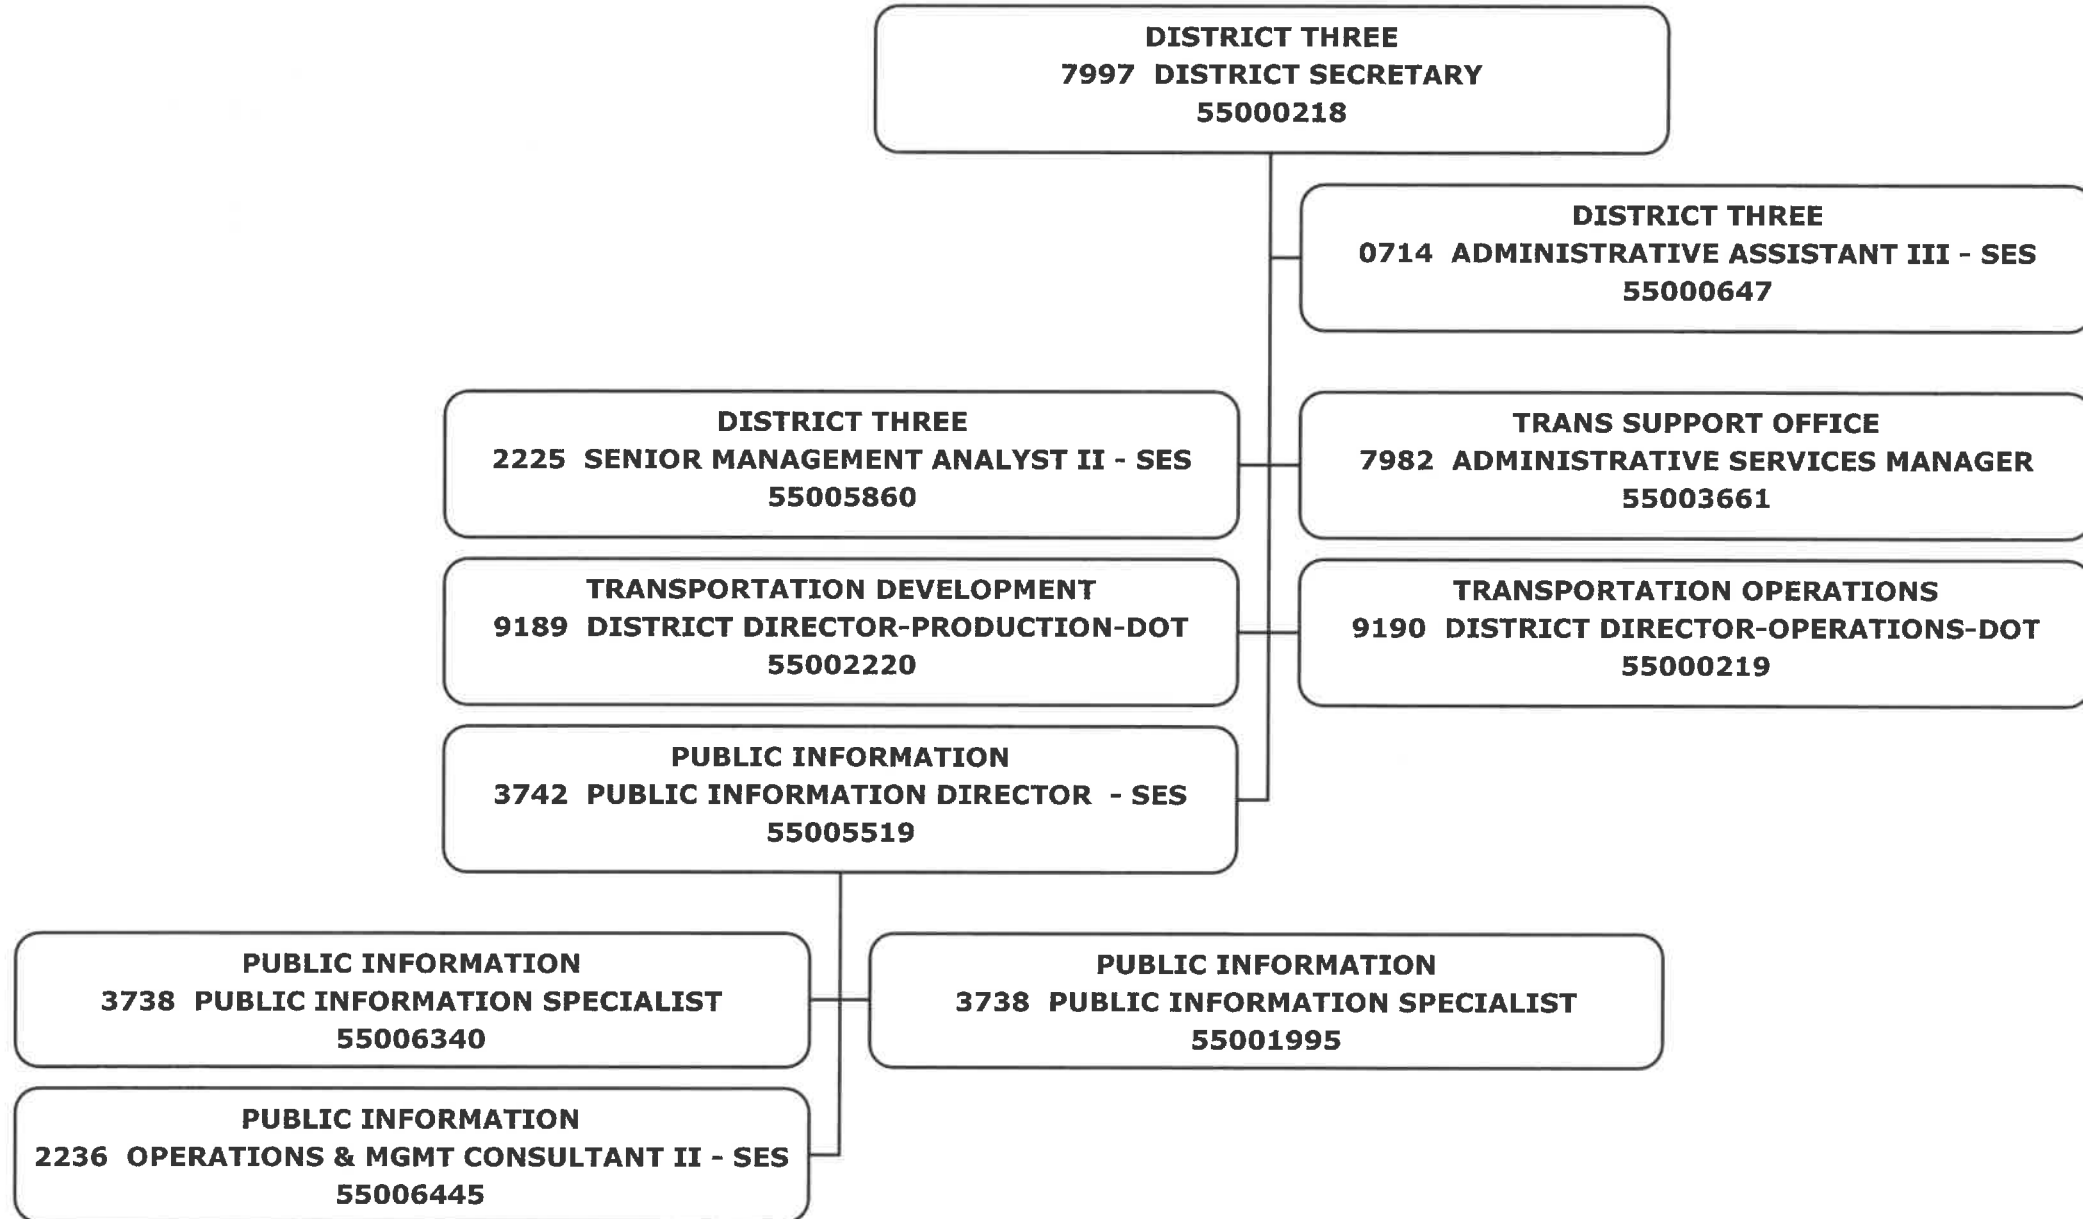 DISTRICT THREE
7997 DISTRICT SECRETARY
55000218
DISTRICT THREE
0714 ADMINISTRATIVE ASSISTANT III - SES
55000647
DISTRICT THREE
2225 SENIOR MANAGEMENT ANALYST II - SES
55005860
TRANS SUPPORT OFFICE
7982 ADMINISTRATIVE SERVICES MANAGER
55003661
TRANSPORTATION DEVELOPMENT
9189 DISTRICT DIRECTOR-PRODUCTION-DOT
55002220
TRANSPORTATION OPERATIONS
9190 DISTRICT DIRECTOR-OPERATIONS-DOT
55000219
PUBLIC INFORMATION
3742 PUBLIC INFORMATION DIRECTOR - SES
55005519
PUBLIC INFORMATION
3738 PUBLIC INFORMATION SPECIALIST
55006340
PUBLIC INFORMATION
3738 PUBLIC INFORMATION SPECIALIST
55001995
PUBLIC INFORMATION
2236 OPERATIONS & MGMT CONSULTANT II - SES
55006445